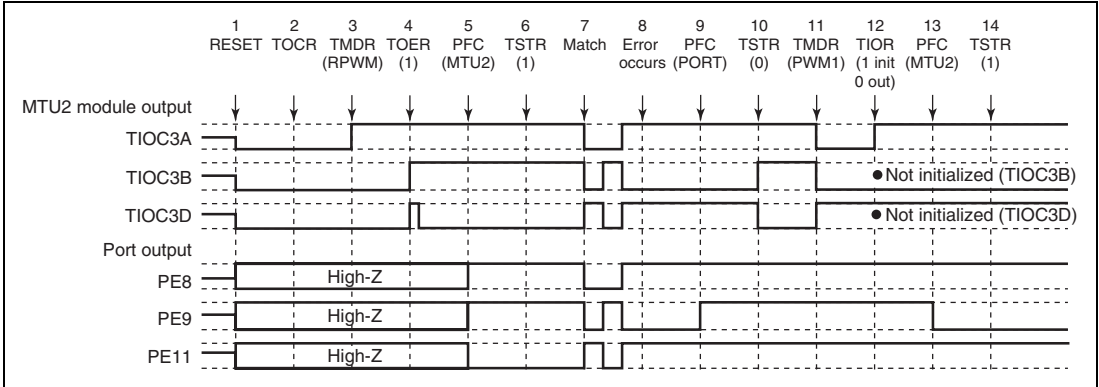 1 2 3 4 5 6 7 8 9 10 11 12 13 14
RESET TOCR TMDR TOER PFC TSTR Match Error PFC TSTR TMDR TIOR PFC TSTR
(RPWM) (1) (MTU2) (1) occurs (PORT) (0) (PWM1) (1 init (MTU2) (1)
0 out)
MTU2 module output
TIOC3A
TIOC3B
●Not initialized (TIOC3B)
TIOC3D
●Not initialized (TIOC3D)
Port output
PE8
High-Z
PE9
High-Z
PE11
High-Z